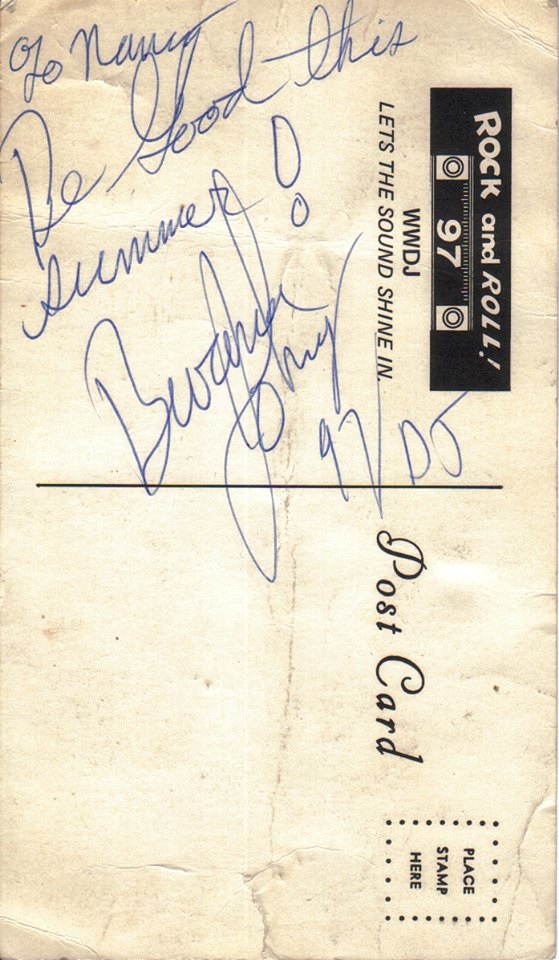 To Nancy
Be Good this
summer!
97 DJ
ROCK and ROLL!
97
WWDJ
LETS THE SOUND SHINE IN.
Post Card
PLACE
STAMP
HERE